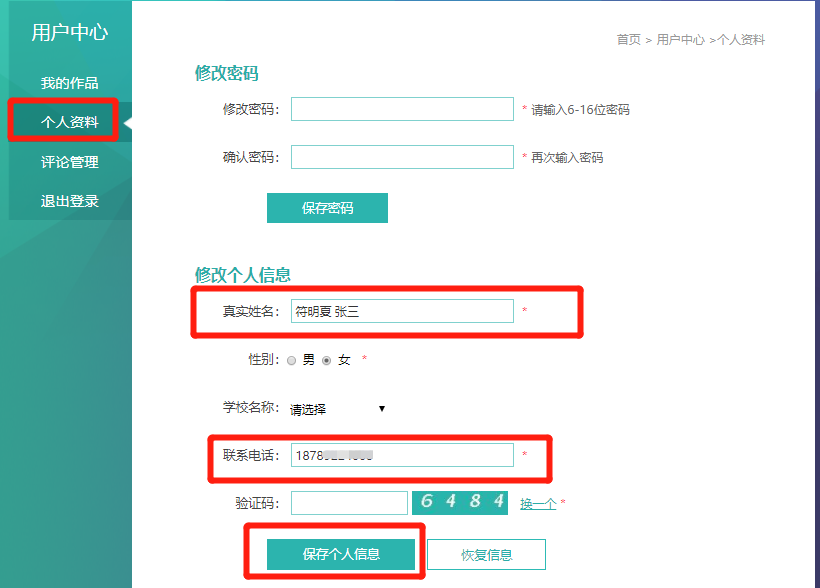 用户中心
我的作品
个人资料
评论管理
退出登录
首页 > 用户中心 >个人资料
修改密码
修改密码： * 请输入6-16位密码
确认密码： * 再次输入密码
保存密码
修改个人信息
真实姓名： 符明夏 张三 *
性别： 男 女 *
学校名称： 请选择 ▼
联系电话： 1878 *
验证码： 6 4 8 4 换一个 *
保存个人信息 恢复信息